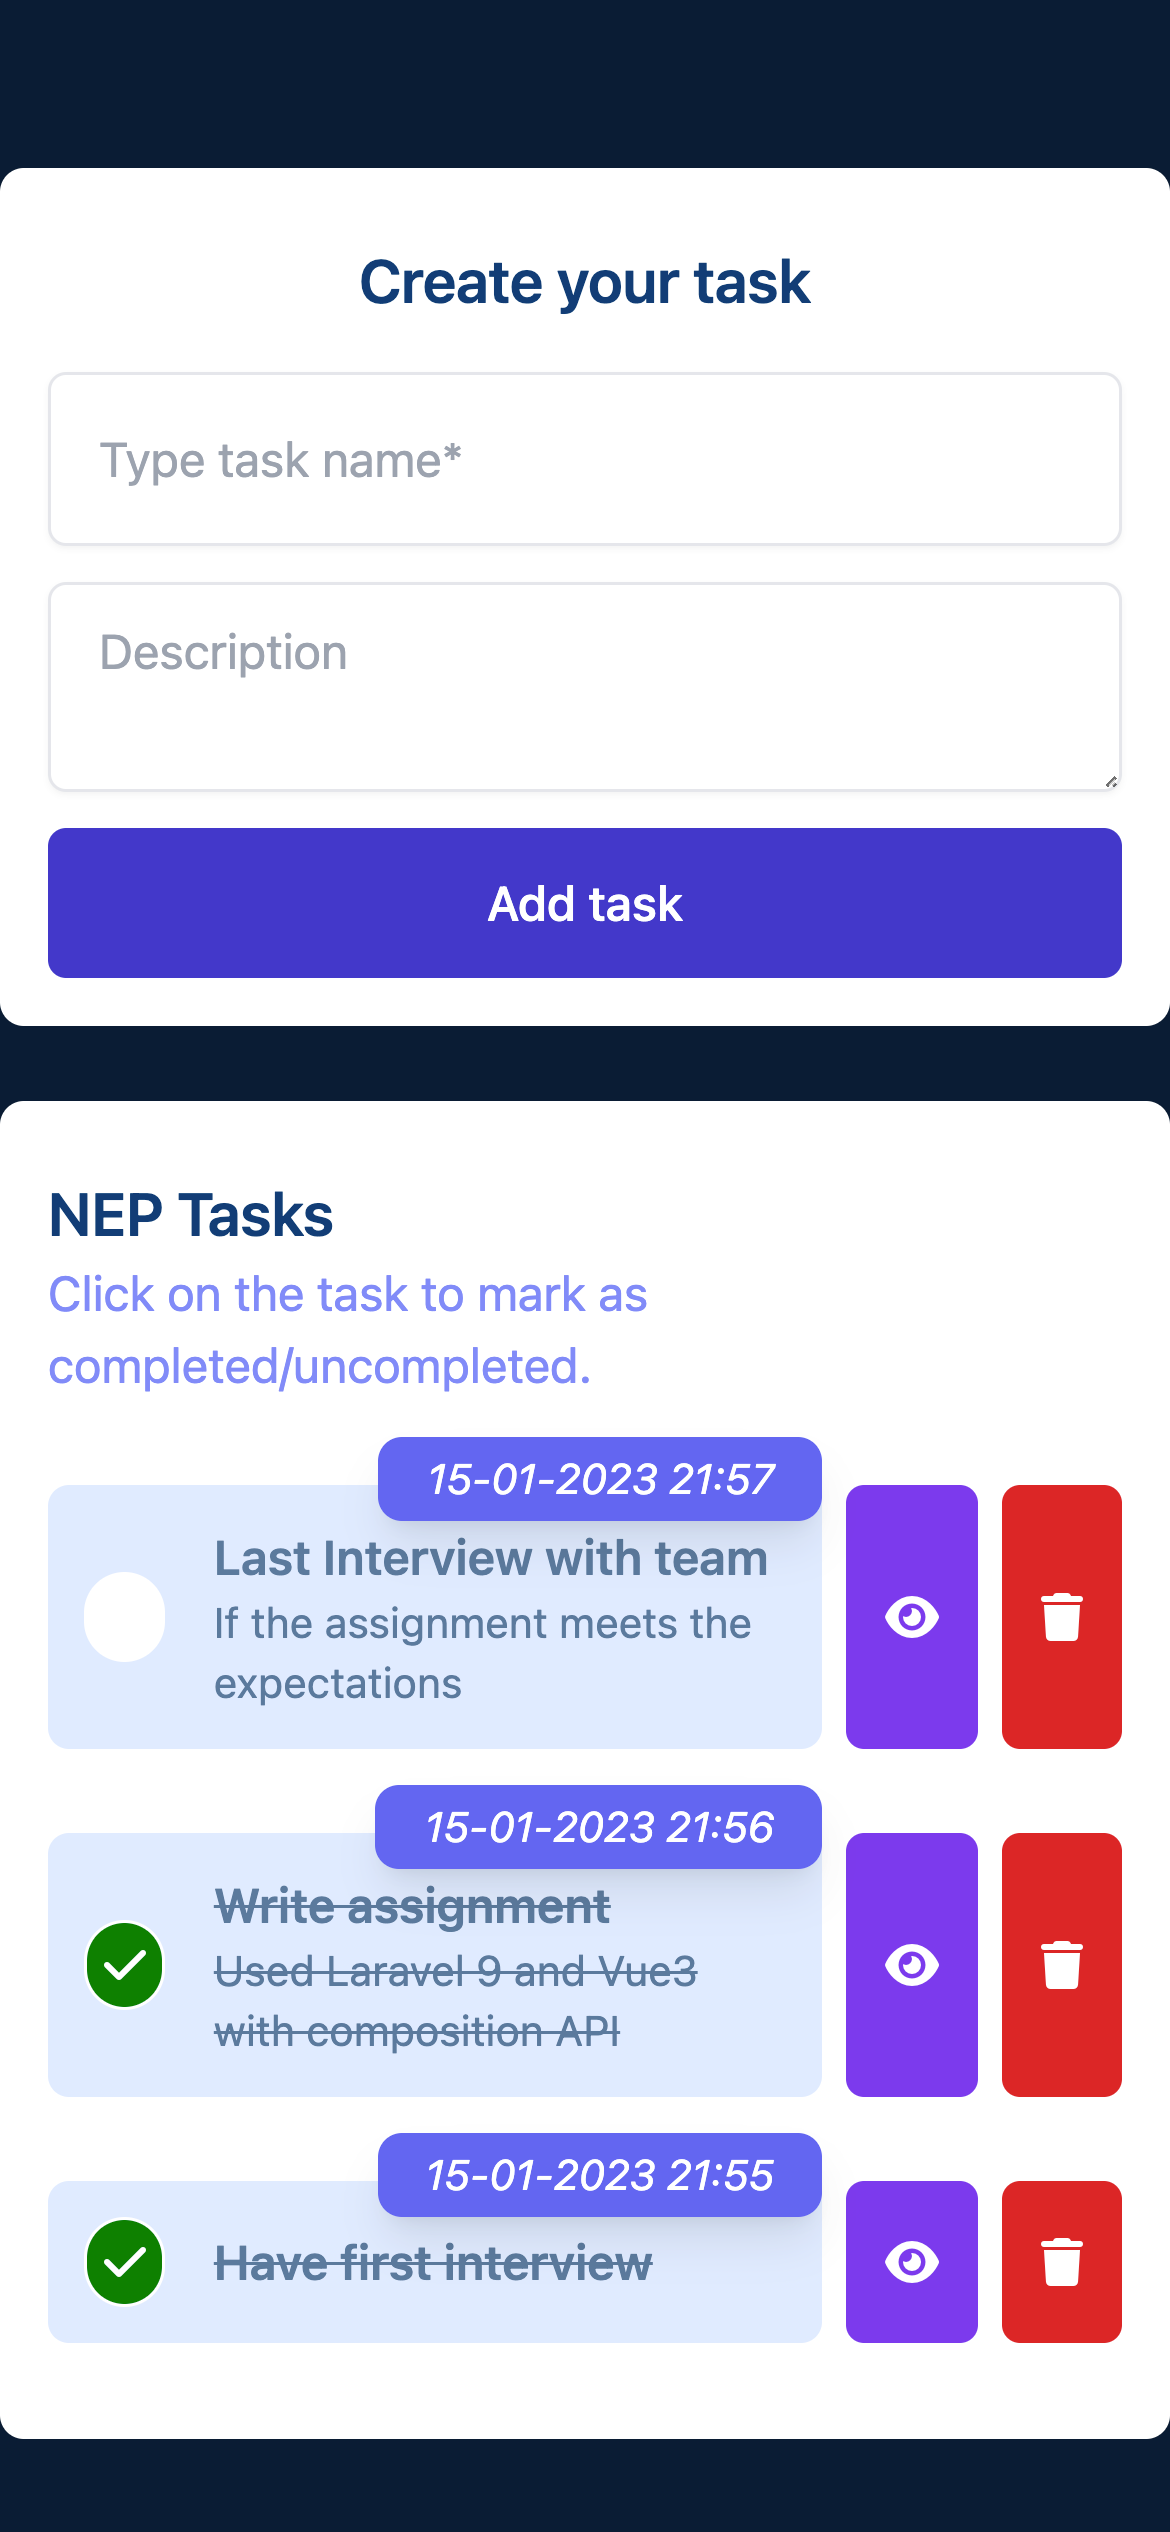 Create your task
Type task name*
Description
Add task
NEP Tasks
Click on the task to mark as
completed/uncompleted.
15-01-2023 21:57
Last Interview with team
If the assignment meets the
expectations
15-01-2023 21:56
Write assignment
Used Laravel 9 and Vue3
with composition API
15-01-2023 21:55
Have first interview